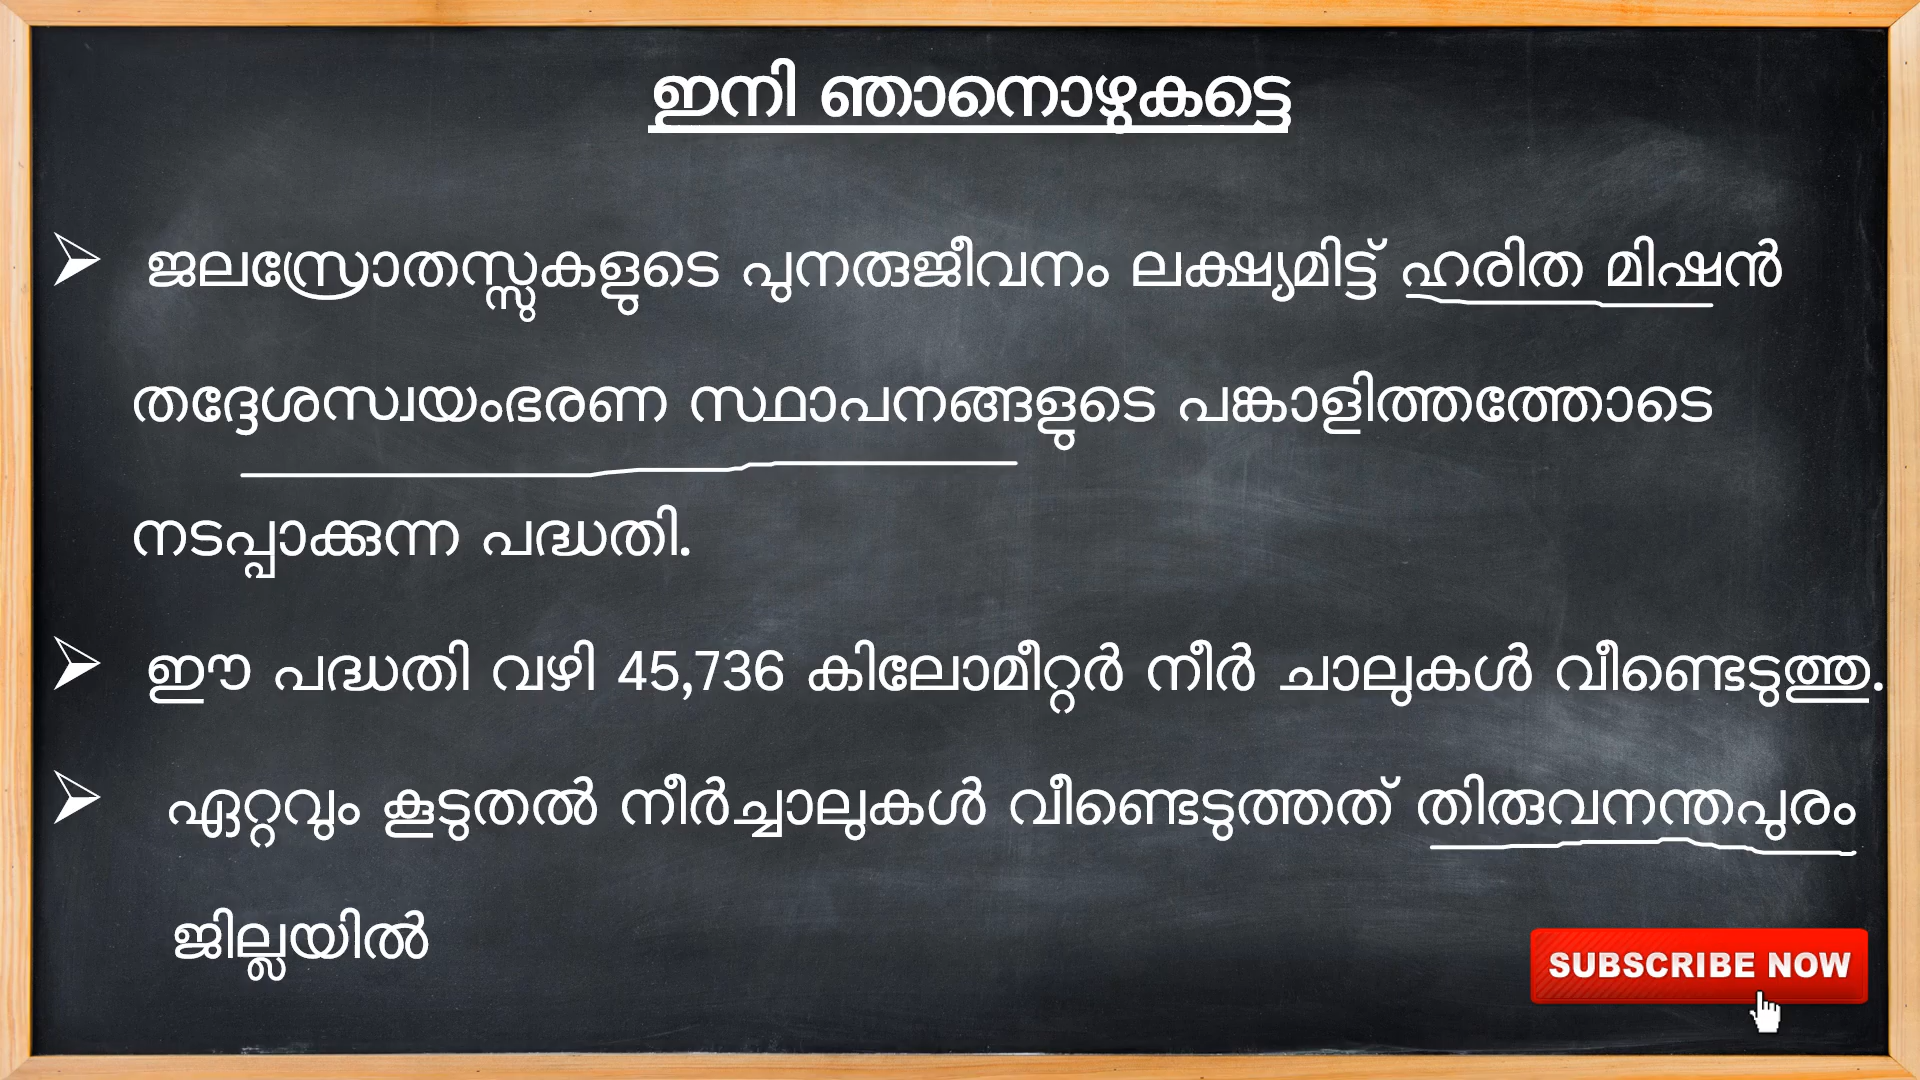 ഇനി ഞാനൊഴുകട്ടെ
ജലസ്രോതസ്സുകളുടെ പുനരുജീവനം ലക്ഷ്യമിട്ട് ഹരിത മിഷൻ
തദ്ദേശസ്വയംഭരണ സ്ഥാപനങ്ങളുടെ പങ്കാളിത്തത്തോടെ
നടപ്പാക്കുന്ന പദ്ധതി.
ഈ പദ്ധതി വഴി 45,736 കിലോമീറ്റർ നീർ ചാലുകൾ വീണ്ടെടുത്തു.
ഏറ്റവും കൂടുതൽ നീർച്ചാലുകൾ വീണ്ടെടുത്തത് തിരുവനന്തപുരം
ജില്ലയിൽ
SUBSCRIBE NOW